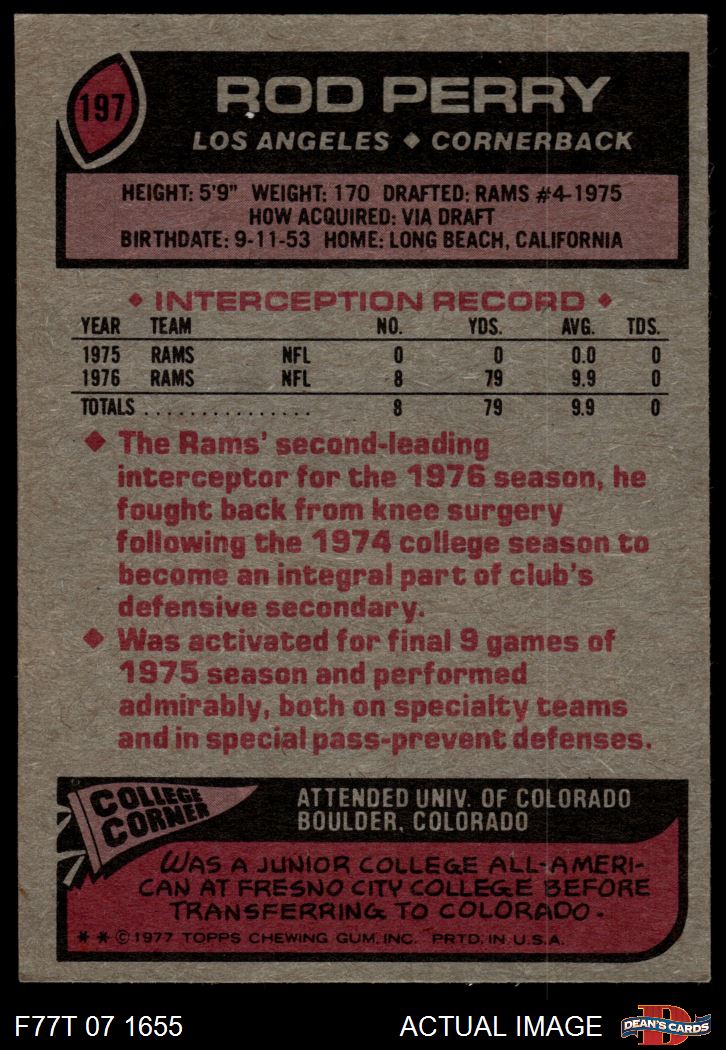 197
ROD PERRY
LOS ANGELES ◆ CORNERBACK
HEIGHT: 5'9" WEIGHT: 170 DRAFTED: RAMS #4-1975
HOW ACQUIRED: VIA DRAFT
BIRTHDATE: 9-11-53 HOME: LONG BEACH, CALIFORNIA
◆ INTERCEPTION RECORD ◆
YEAR TEAM NO. YDS. AVG. TDS.
1975 RAMS NFL 0 0 0.0 0
1976 RAMS NFL 8 79 9.9 0
TOTALS ................ 8 79 9.9 0
◆ The Rams' second-leading
interceptor for the 1976 season, he
fought back from knee surgery
following the 1974 college season to
become an integral part of club's
defensive secondary.
◆ Was activated for final 9 games of
1975 season and performed
admirably, both on specialty teams
and in special pass-prevent defenses.
COLLEGE
CORNER
ATTENDED UNIV. OF COLORADO
BOULDER, COLORADO
WAS A JUNIOR COLLEGE ALL-AMERI-
CAN AT FRESNO CITY COLLEGE BEFORE
TRANSFERRING TO COLORADO.
* * © 1977 TOPPS CHEWING GUM, INC. PRTD. IN U.S.A.
F77T 07 1655
ACTUAL IMAGE
D
DEAN'S CARDS